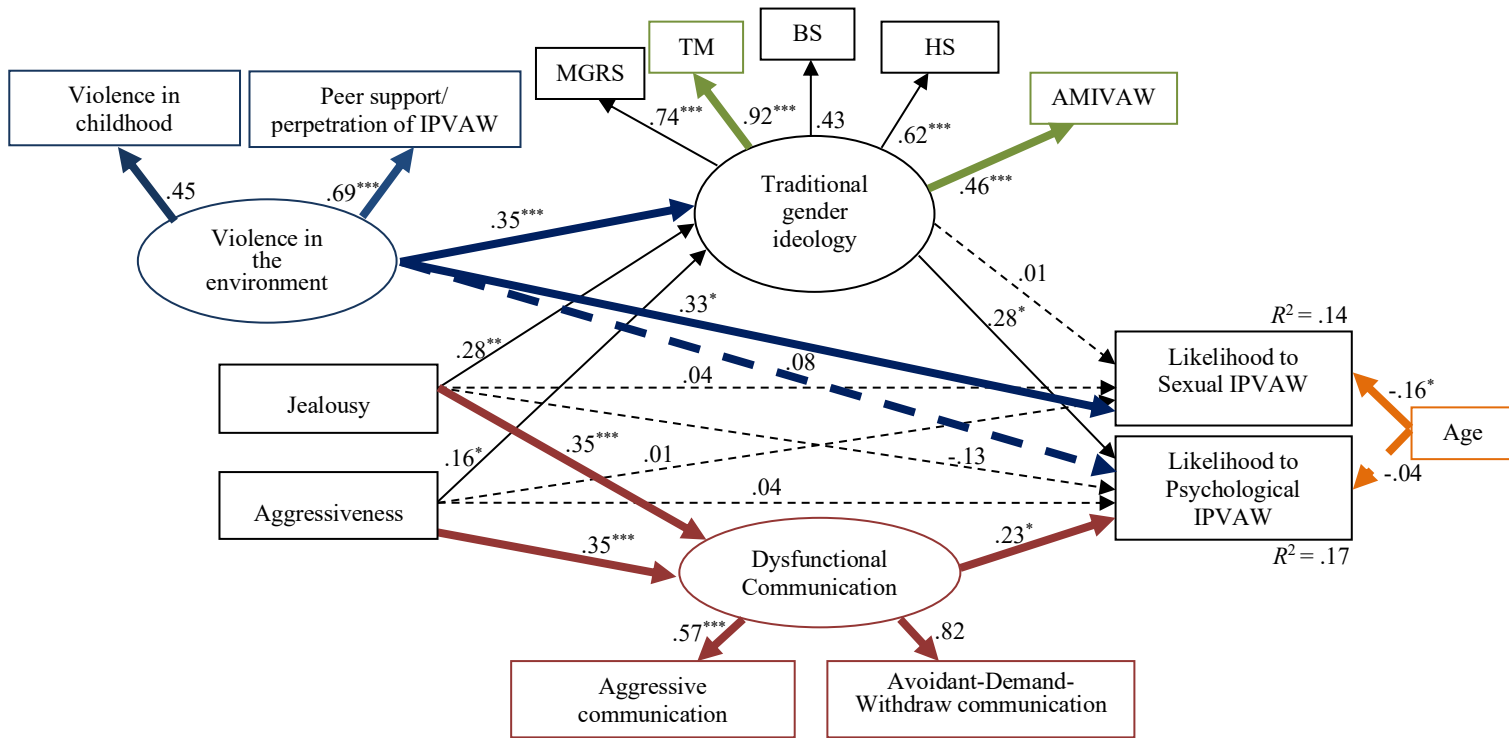 BS
TM
HS
MGRS
Violence in
childhood
Peer support/
perpetration of IPVAW
AMIVAW
.74***
.92***
.43
.62***
.46***
.45
.69***
Traditional
gender
ideology
Violence in
the
environment
.35***
.01
.33*
.28*
R² = .14
.28**
.08
.04
Likelihood to
Sexual IPVAW
-.16*
Jealousy
Age
.35***
.16*
.01
-.13
Likelihood to
Psychological
IPVAW
-.04
Aggressiveness
.04
.35***
.23*
R² = .17
Dysfunctional
Communication
.57***
.82
Aggressive
communication
Avoidant-Demand-
Withdraw communication